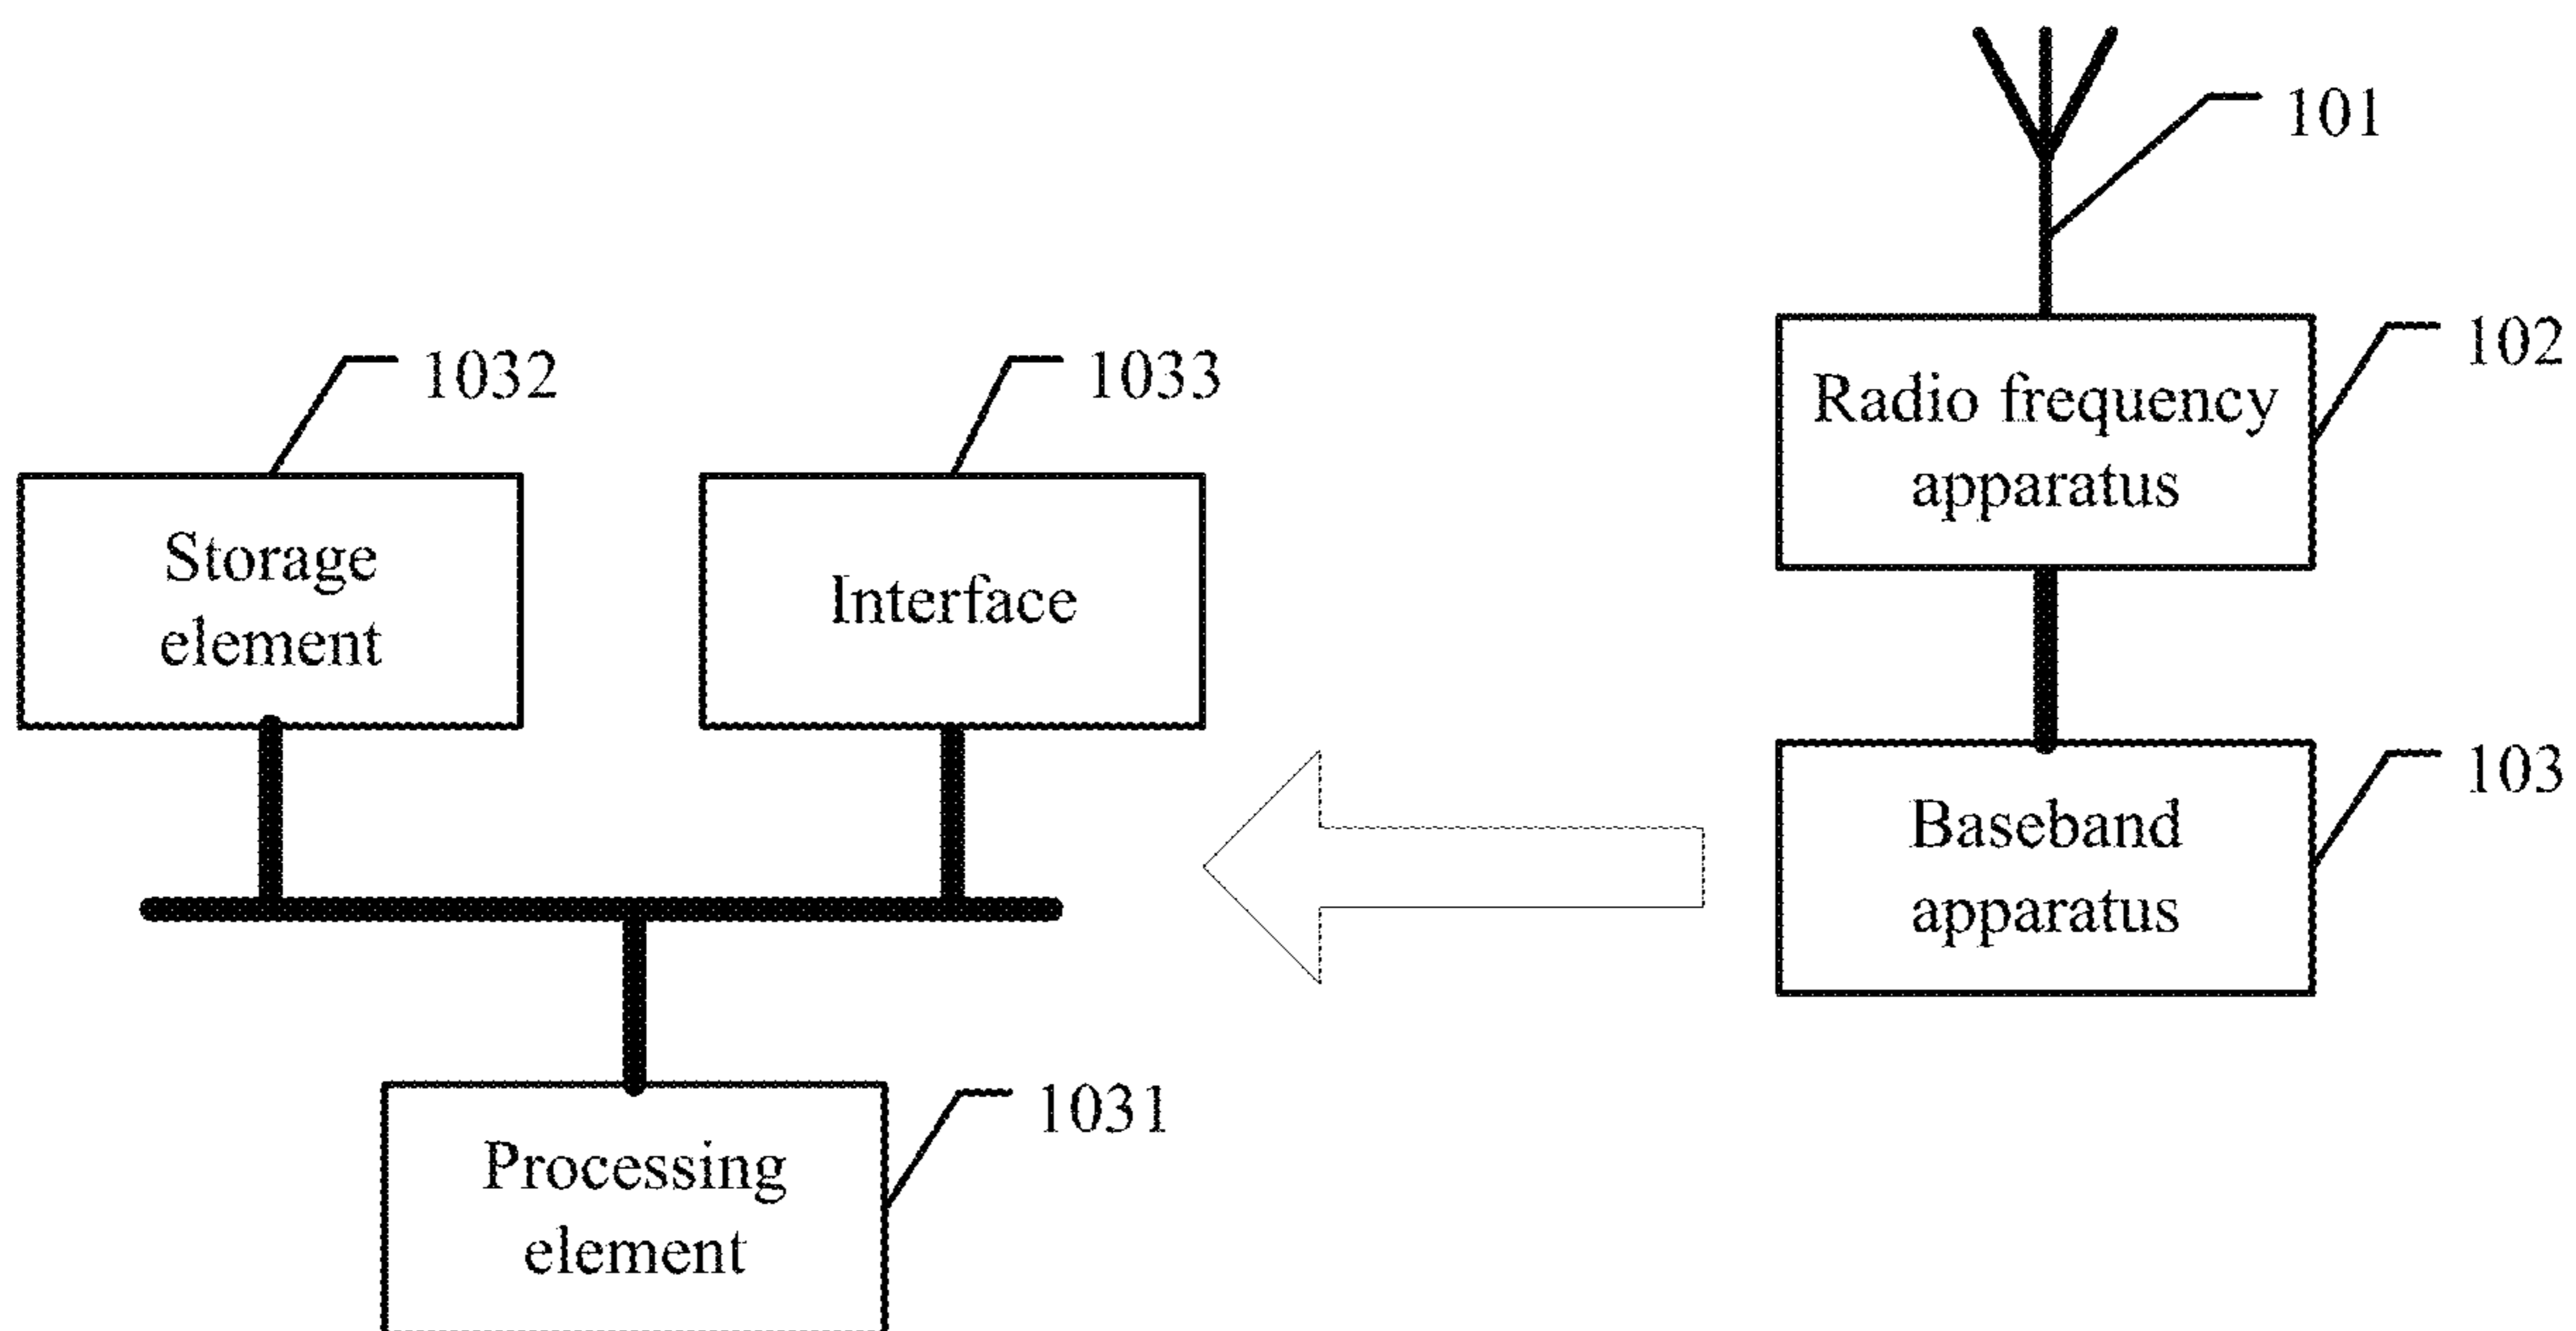 101
102
Radio frequency
apparatus
1032
1033
Storage
element
Interface
103
Baseband
apparatus
1031
Processing
element